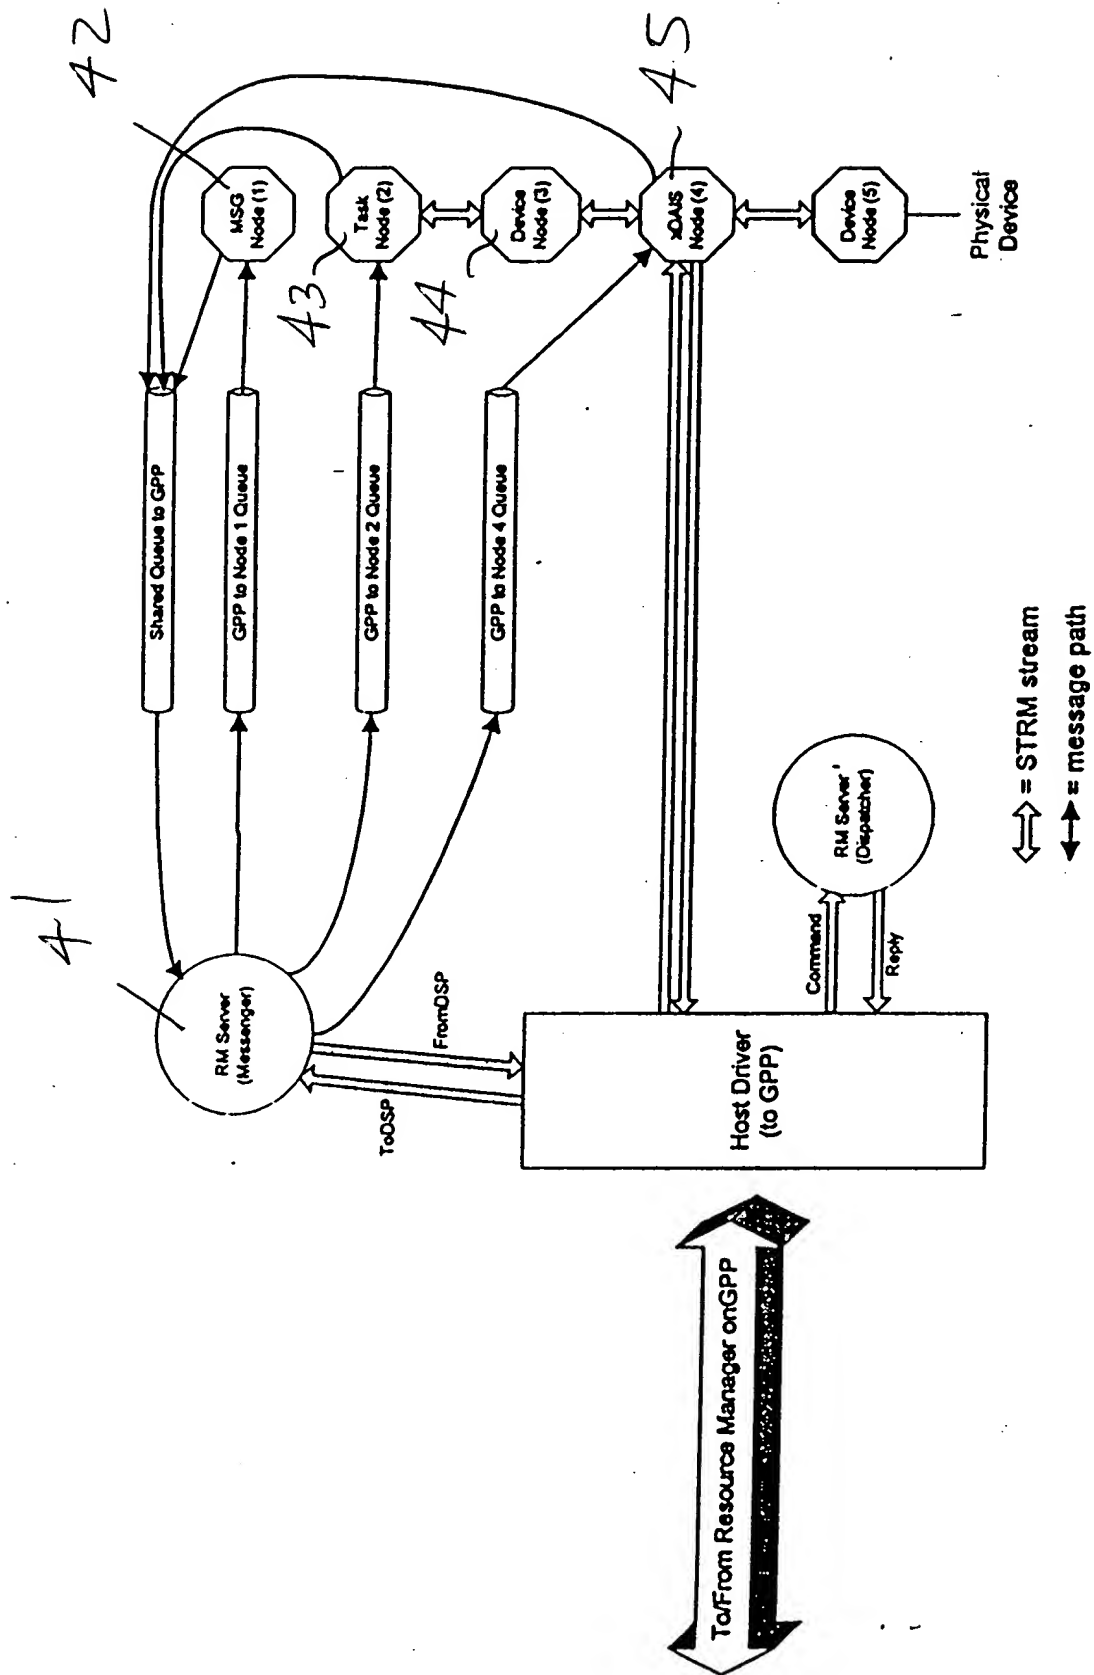 42
45
MSG
Node (1)
43
Task
Node (2)
44
Device
Node (3)
xDAIS
Node (4)
Device
Node (5)
Physical
Device
Shared Queue to GPP
GPP to Node 1 Queue
GPP to Node 2 Queue
GPP to Node 4 Queue
41
RM Server
(Messenger)
ToDSP
FromDSP
Host Driver
(to GPP)
Command
Reply
RM Server'
(Dispatcher)
To/From Resource Manager onGPP
= STRM stream
= message path